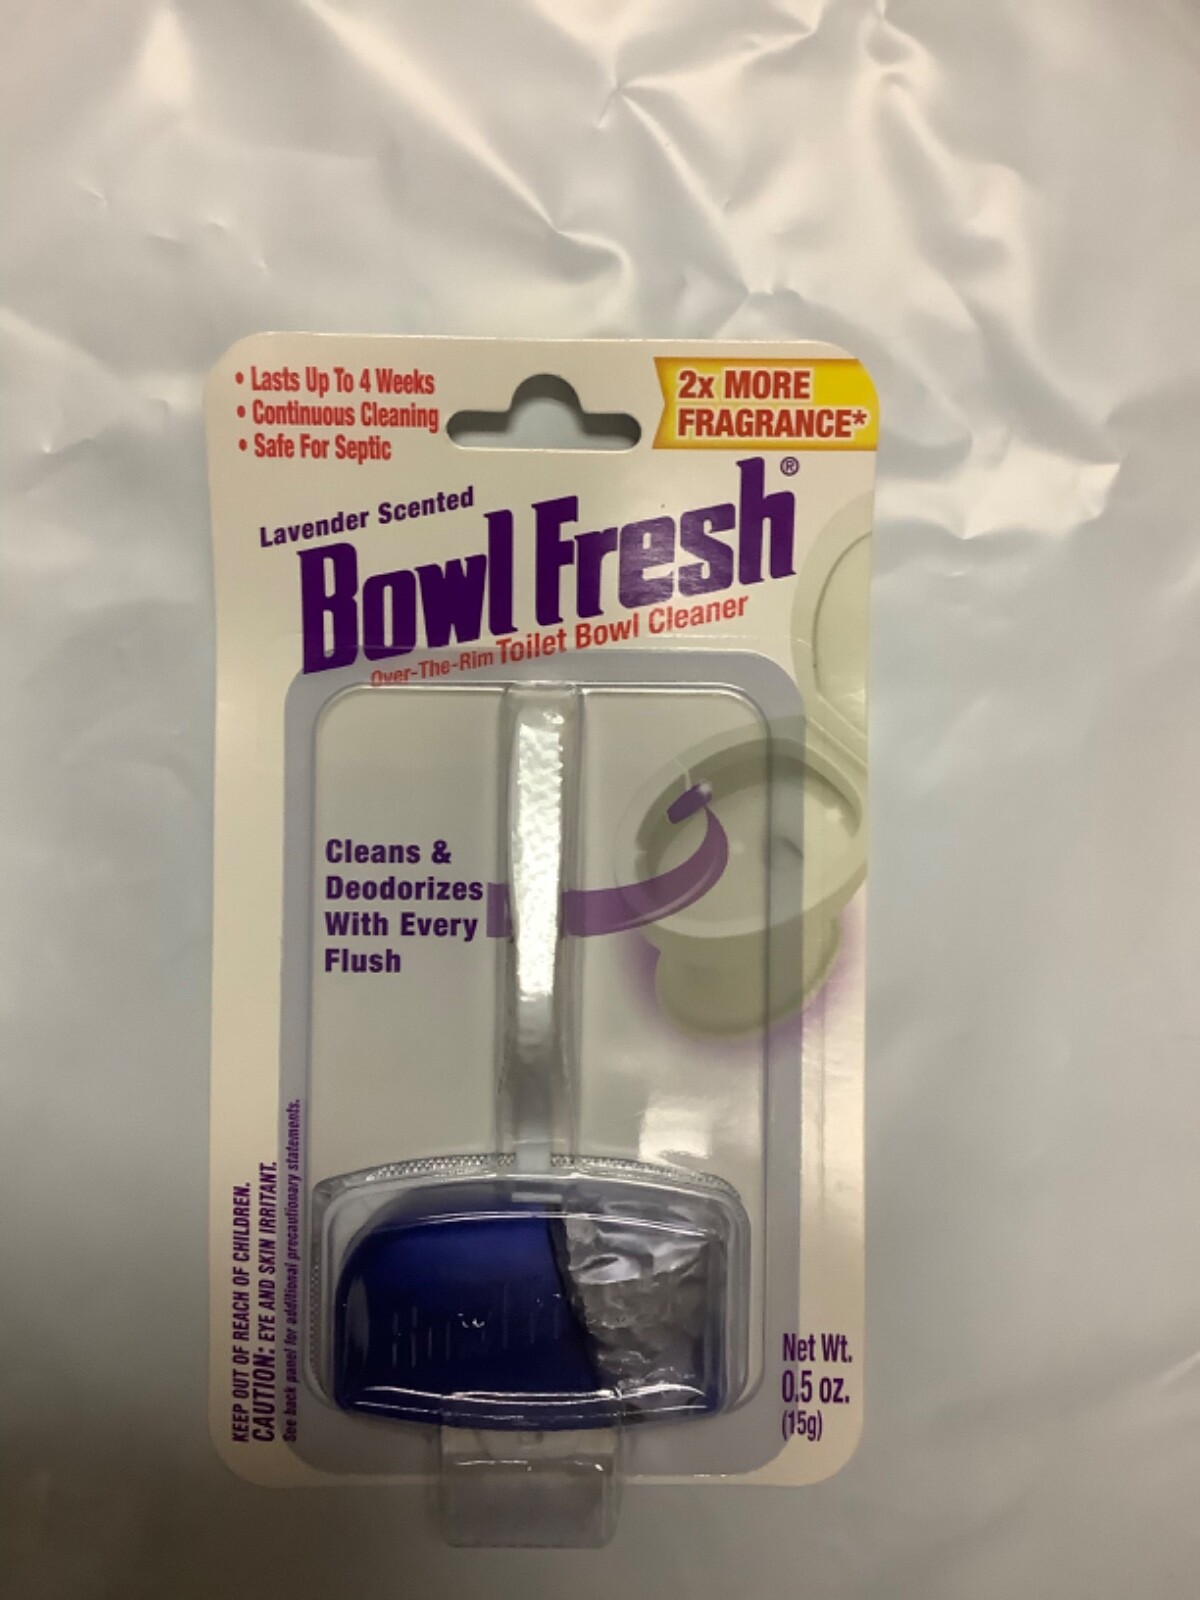 • Lasts Up To 4 Weeks
• Continuous Cleaning
• Safe For Septic
2x MORE
FRAGRANCE*
Lavender Scented
Bowl Fresh®
Over-The-Rim Toilet Bowl Cleaner
Cleans &
Deodorizes
With Every
Flush
KEEP OUT OF REACH OF CHILDREN.
CAUTION: EYE AND SKIN IRRITANT.
See back panel for additional precautionary statements.
Net Wt.
0.5 oz.
(15g)